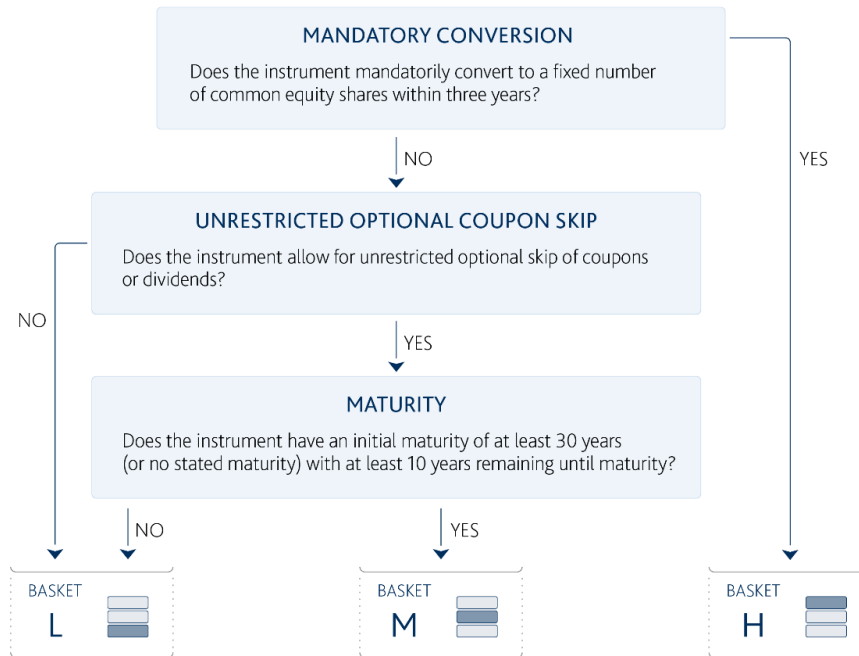 MANDATORY CONVERSION
Does the instrument mandatorily convert to a fixed number
of common equity shares within three years?
NO
YES
UNRESTRICTED OPTIONAL COUPON SKIP
Does the instrument allow for unrestricted optional skip of coupons
or dividends?
NO
YES
MATURITY
Does the instrument have an initial maturity of at least 30 years
(or no stated maturity) with at least 10 years remaining until maturity?
NO
YES
BASKET
L
BASKET
M
BASKET
H